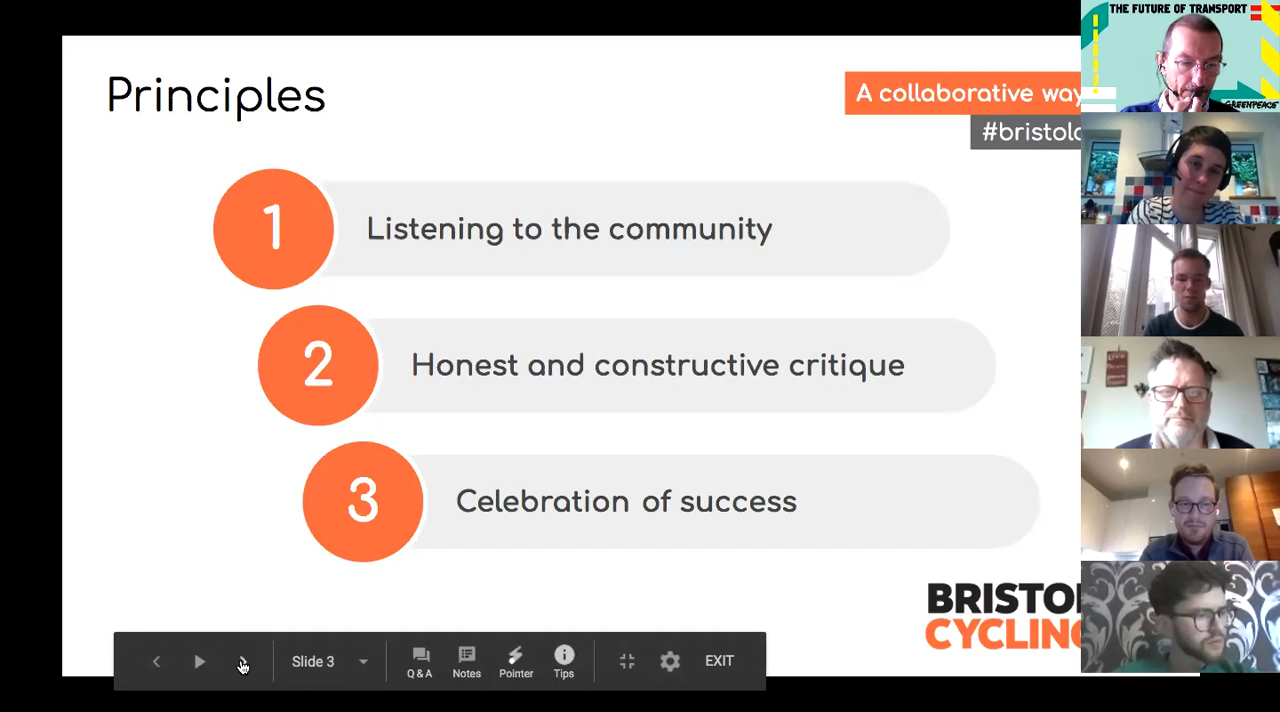 THE FUTURE OF TRANSPORT
Principles
A collaborative way
GREENPEACE
1
Listening to the community
2
Honest and constructive critique
3
Celebration of success
BRISTOL
CYCLING
Slide 3
Q & A
Notes
Pointer
Tips
EXIT